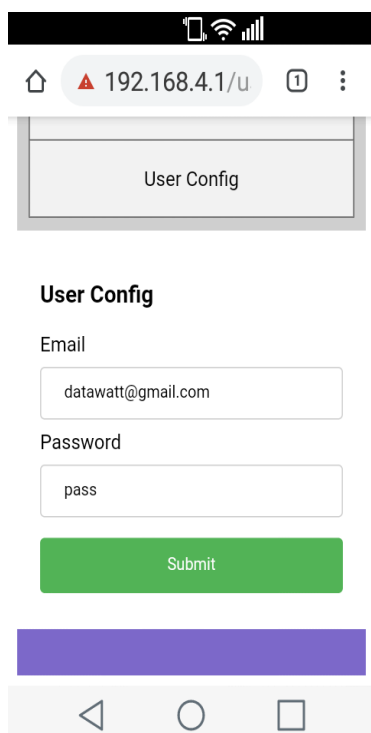 192.168.4.1/u
1
User Config
User Config
Email
datawatt@gmail.com
Password
pass
Submit